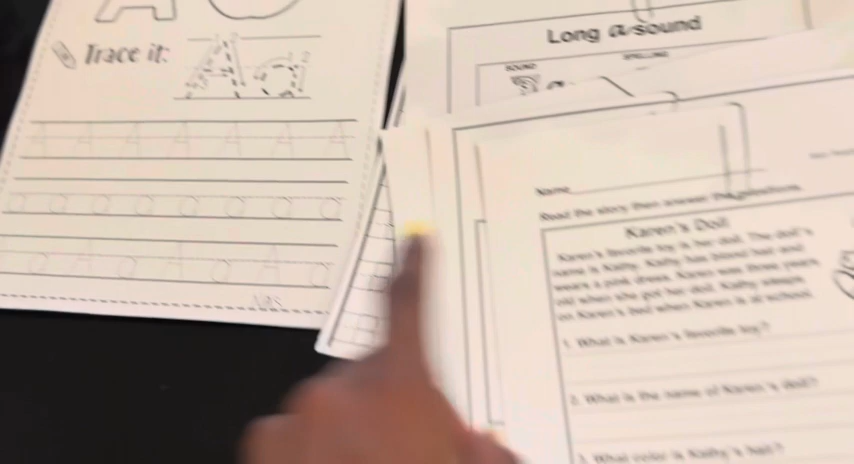 Trace it:
Aa
A A A A A A A
a a a a a a a a
a A a A a A a
Long a sound
SOUND SPELLING
a
Name
Read the story then answer the questions.
Karen's Doll
Karen's favorite toy is her doll. The doll's
name is Kathy. Kathy has blond hair and
wears a pink dress. Karen was three years
old when she got her doll. Kathy sleeps
on Karen's bed when Karen is at school.
1. What is Karen's favorite toy?
2. What is the name of Karen's doll?
3. What color is Kathy's hair?